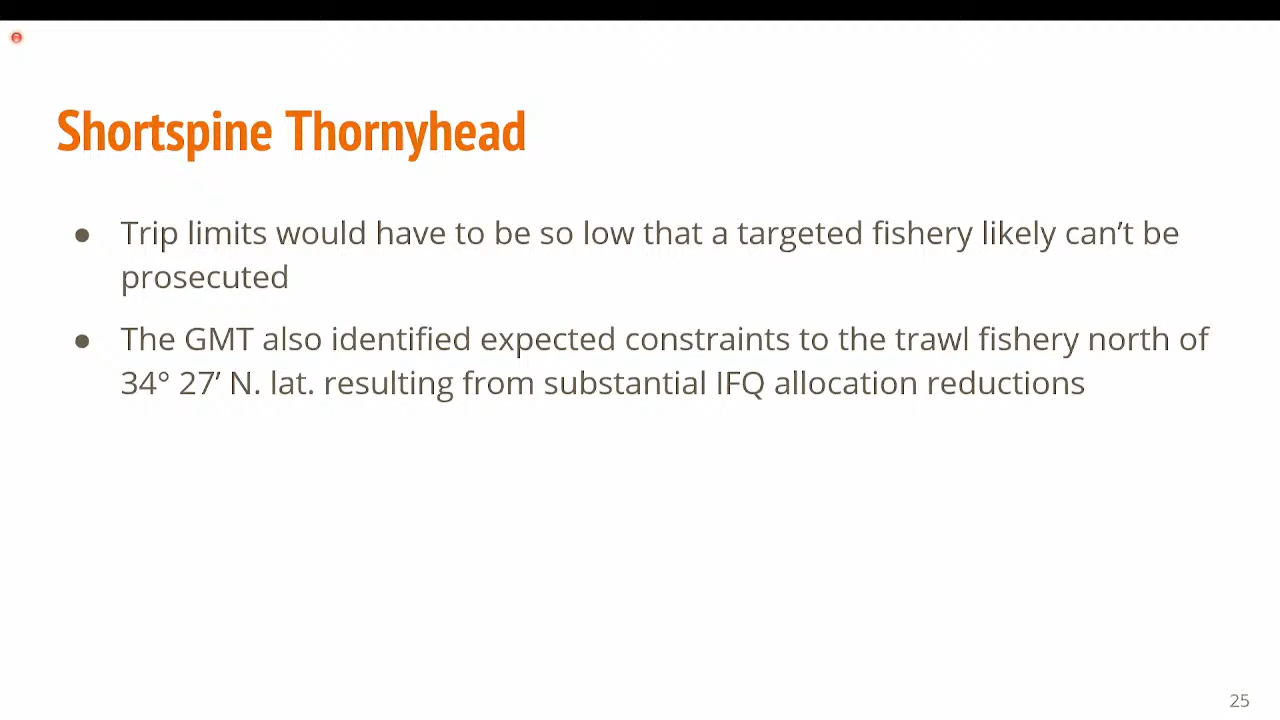 Shortspine Thornyhead
● Trip limits would have to be so low that a targeted fishery likely can’t be
prosecuted
● The GMT also identified expected constraints to the trawl fishery north of
34° 27’ N. lat. resulting from substantial IFQ allocation reductions
25